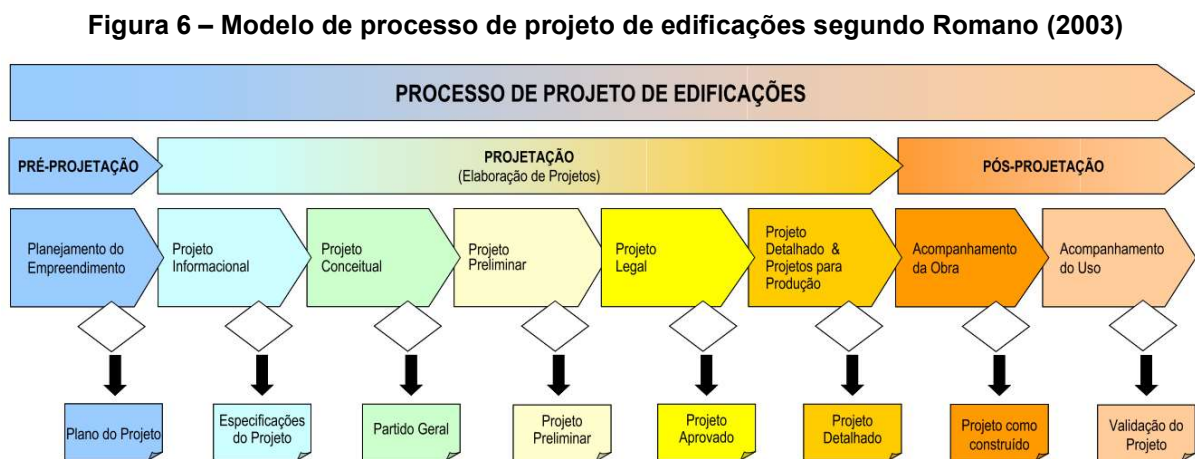 Figura 6 – Modelo de processo de projeto de edificações segundo Romano (2003)
PROCESSO DE PROJETO DE EDIFICAÇÕES
PRÉ-PROJETAÇÃO
PROJETAÇÃO
(Elaboração de Projetos)
PÓS-PROJETAÇÃO
Planejamento do
Empreendimento
Projeto
Informacional
Projeto
Conceitual
Projeto
Preliminar
Projeto
Legal
Projeto
Detalhado &
Projetos para
Produção
Acompanhamento
da Obra
Acompanhamento
do Uso
Plano do Projeto
Especificações
do Projeto
Partido Geral
Projeto
Preliminar
Projeto
Aprovado
Projeto
Detalhado
Projeto como
construído
Validação do
Projeto